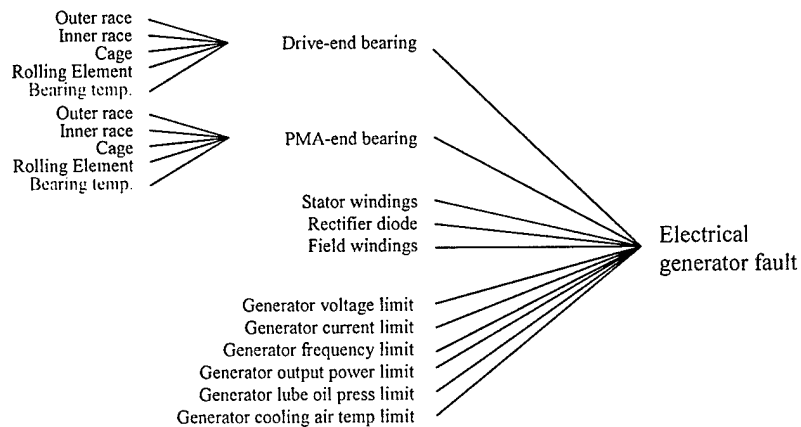 Outer race
Inner race
Cage
Rolling Element
Bearing temp.
Drive-end bearing
Outer race
Inner race
Cage
Rolling Element
Bearing temp.
PMA-end bearing
Stator windings
Rectifier diode
Field windings
Generator voltage limit
Generator current limit
Generator frequency limit
Generator output power limit
Generator lube oil press limit
Generator cooling air temp limit
Electrical
generator fault